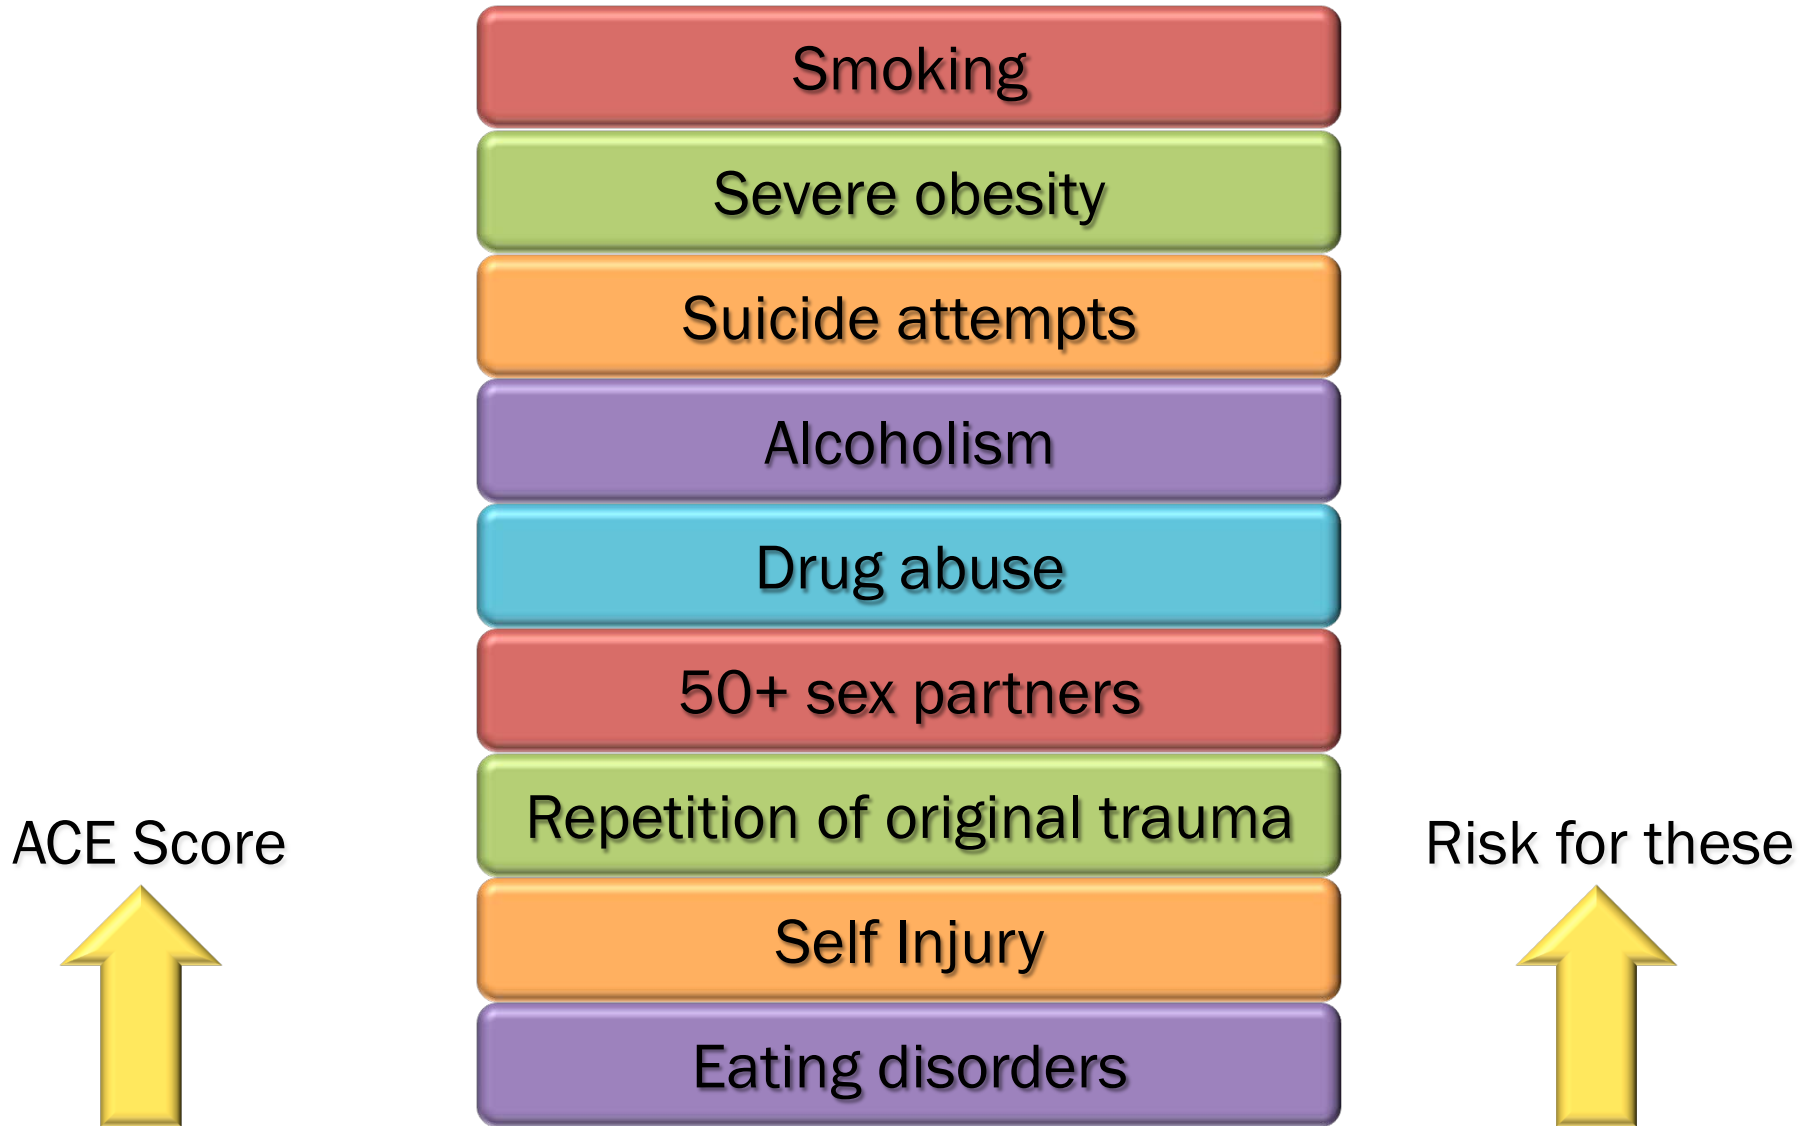 Smoking
Severe obesity
Suicide attempts
Alcoholism
Drug abuse
50+ sex partners
Repetition of original trauma
Self Injury
Eating disorders
ACE Score
Risk for these